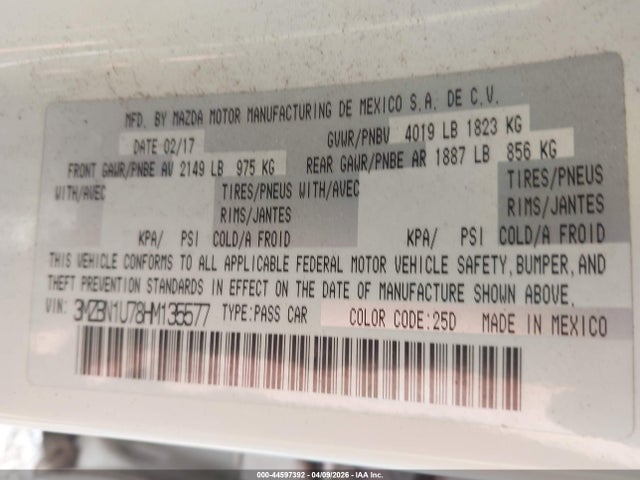 MFD. BY MAZDA MOTOR MANUFACTURING DE MEXICO S.A. DE C.V.
DATE 02/17 GVWR/PNBV 4019 LB 1823 KG
FRONT GAWR/PNBE AV 2149 LB 975 KG REAR GAWR/PNBE AR 1887 LB 856 KG
WITH/AVEC TIRES/PNEUS WITH/AVEC TIRES/PNEUS
RIMS/JANTES RIMS/JANTES
KPA/ PSI COLD/A FROID KPA/ PSI COLD/A FROID
THIS VEHICLE CONFORMS TO ALL APPLICABLE FEDERAL MOTOR VEHICLE SAFETY, BUMPER, AND
THEFT PREVENTION STANDARDS IN EFFECT ON THE DATE OF MANUFACTURE SHOWN ABOVE.
VIN: 3MZBN1U78HM135577 TYPE:PASS CAR COLOR CODE:25D MADE IN MEXICO
000-44597392 - 04/09/2026 - IAA Inc.